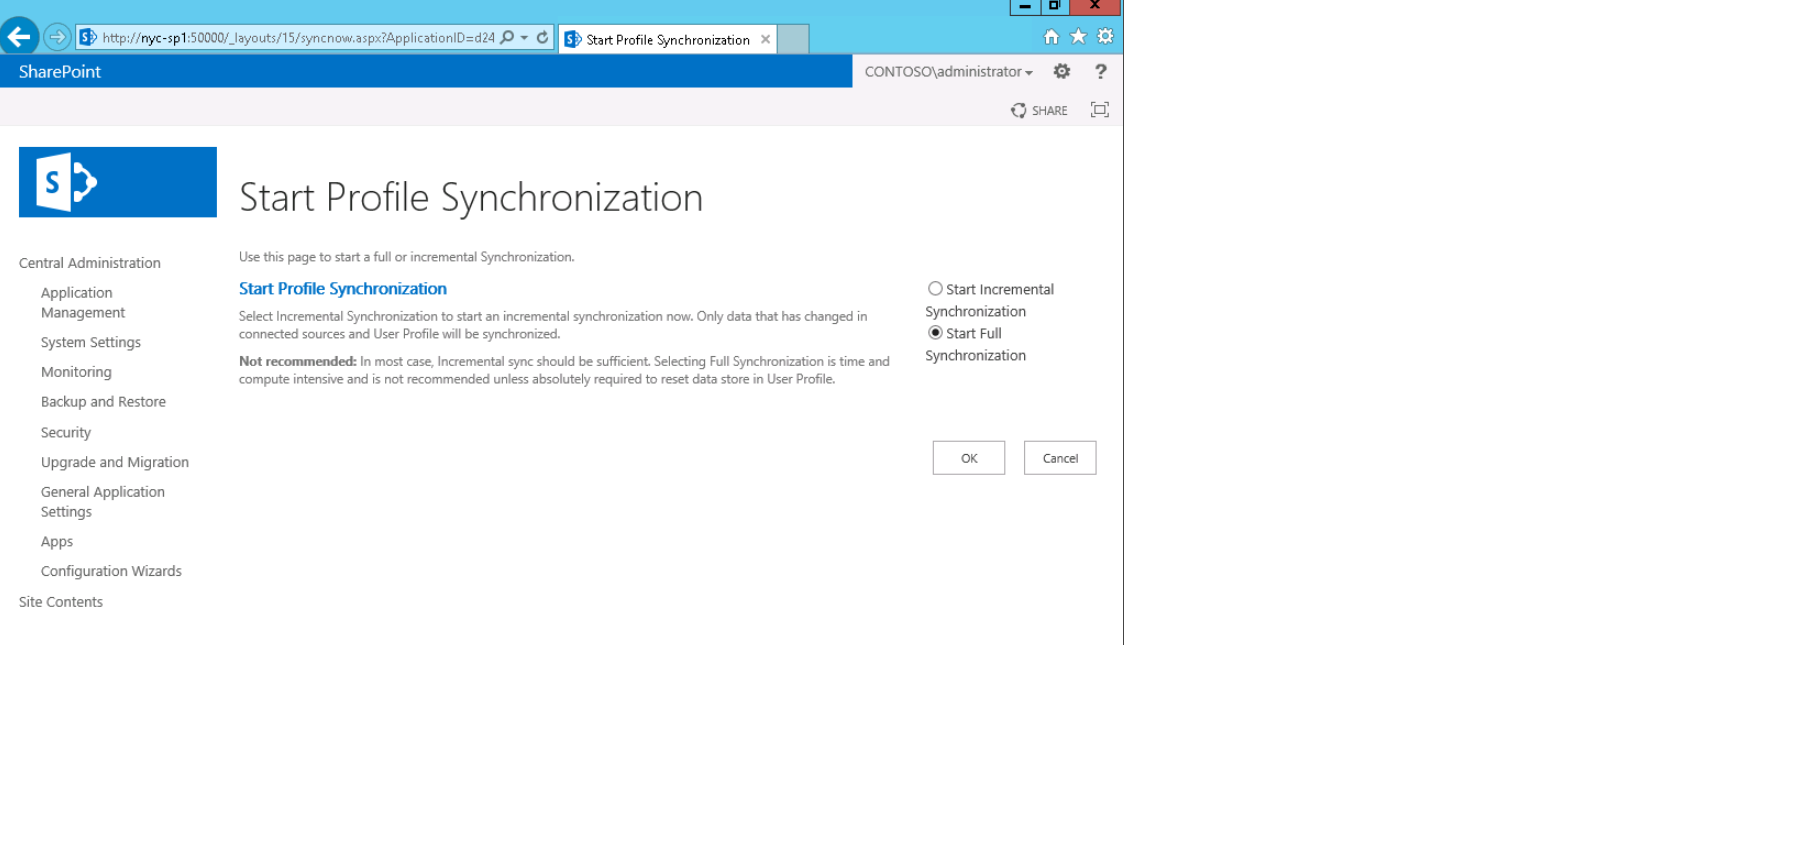 http://nyc-sp1:50000/_layouts/15/syncnow.aspx?ApplicationID=d24
Start Profile Synchronization
SharePoint
CONTOSO\administrator
?
SHARE
S
Start Profile Synchronization
Use this page to start a full or incremental Synchronization.
Central Administration
Application
Management
System Settings
Monitoring
Backup and Restore
Security
Upgrade and Migration
General Application
Settings
Apps
Configuration Wizards
Site Contents
Start Profile Synchronization
Select Incremental Synchronization to start an incremental synchronization now. Only data that has changed in
connected sources and User Profile will be synchronized.
Not recommended: In most case, Incremental sync should be sufficient. Selecting Full Synchronization is time and
compute intensive and is not recommended unless absolutely required to reset data store in User Profile.
Start Incremental
Synchronization
Start Full
Synchronization
OK
Cancel